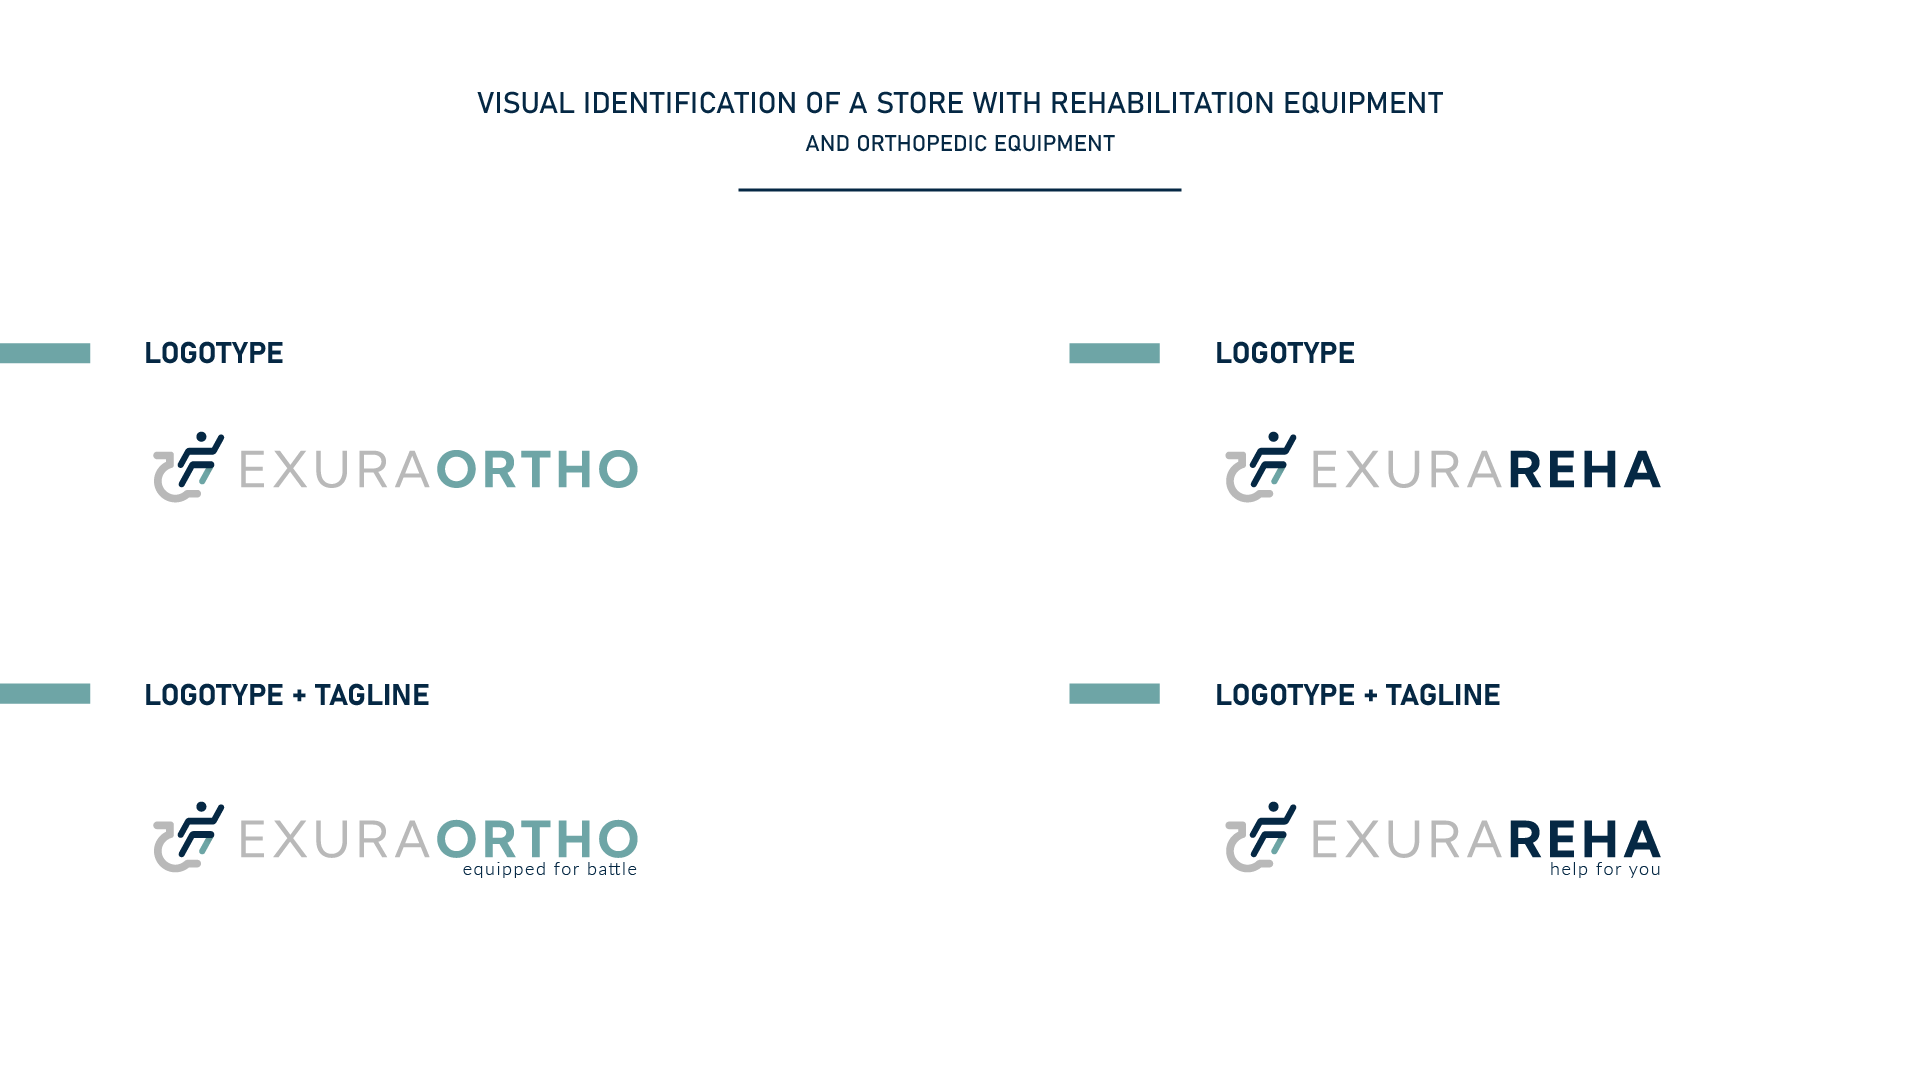 VISUAL IDENTIFICATION OF A STORE WITH REHABILITATION EQUIPMENT
AND ORTHOPEDIC EQUIPMENT
LOGOTYPE
EXURAORTHO
LOGOTYPE
EXURAREHA
LOGOTYPE + TAGLINE
EXURAORTHO
equipped for battle
LOGOTYPE + TAGLINE
EXURAREHA
help for you